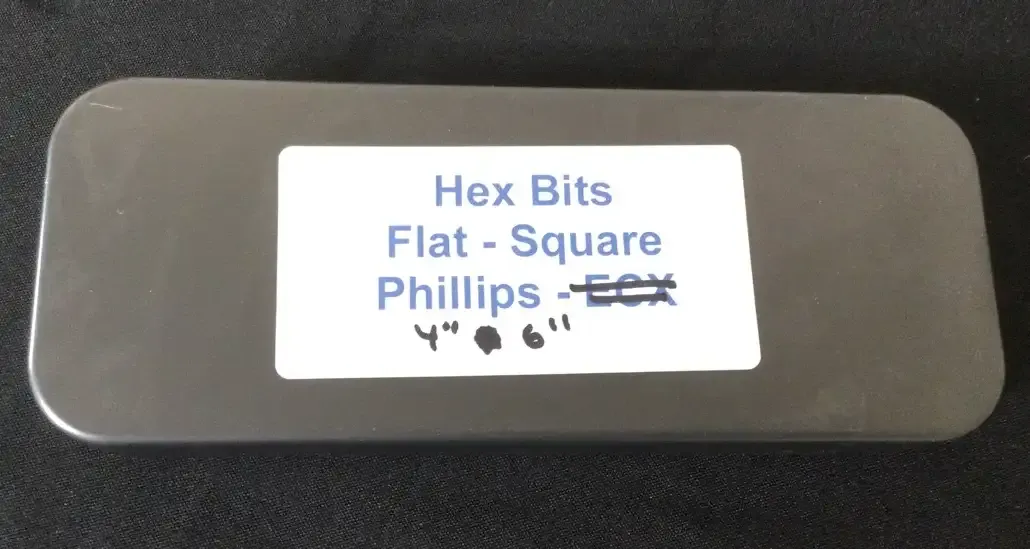 Hex Bits
Flat - Square
Phillips - ECX
4" 6"